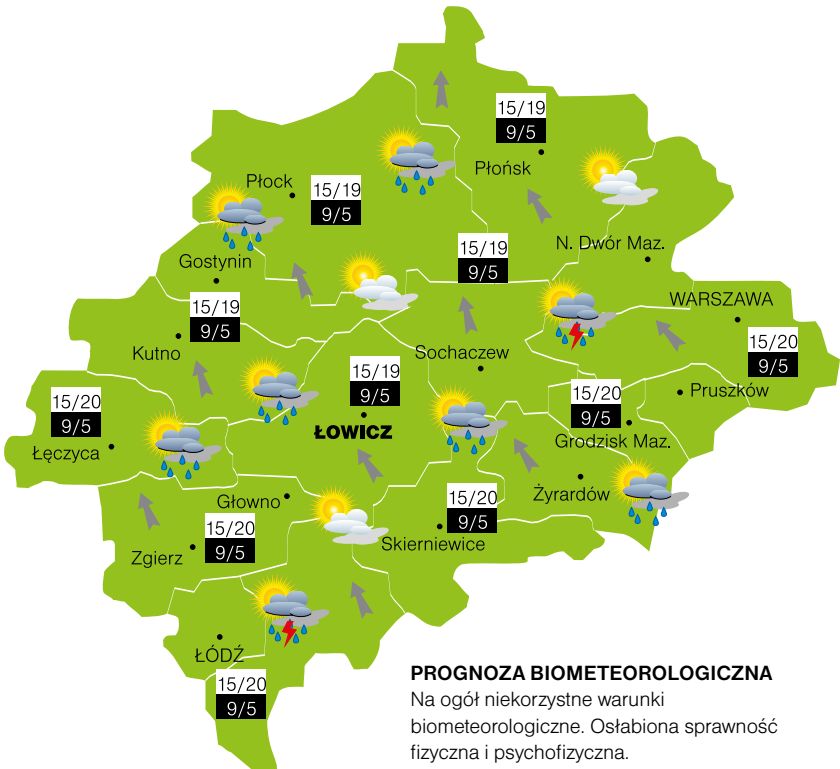 15/19
9/5
Płońsk
Płock
15/19
9/5
N. Dwór Maz.
15/19
9/5
Gostynin
WARSZAWA
15/19
9/5
Kutno
15/20
9/5
Sochaczew
15/19
9/5
Pruszków
15/20
9/5
15/20
9/5
ŁOWICZ
Grodzisk Maz.
Łęczyca
Żyrardów
Głowno
15/20
9/5
Skierniewice
15/20
9/5
Zgierz
ŁÓDŹ
15/20
9/5
PROGNOZA BIOMETEOROLOGICZNA
Na ogół niekorzystne warunki
biometeorologiczne. Osłabiona sprawność
fizyczna i psychofizyczna.